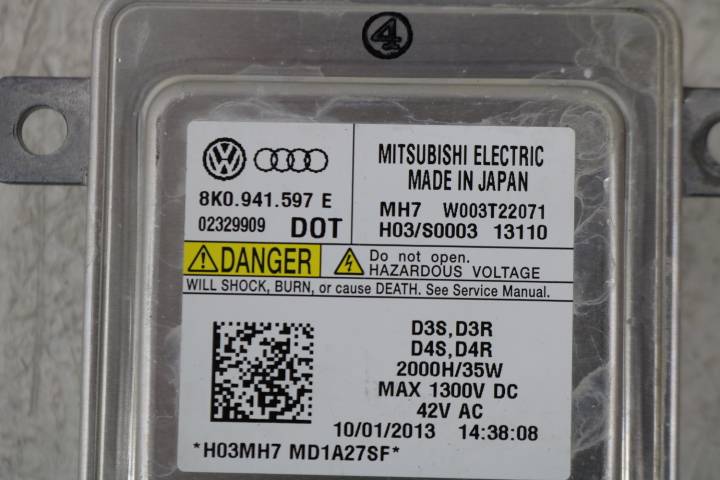 4
VW
8K0.941.597 E
02329909 DOT
MITSUBISHI ELECTRIC
MADE IN JAPAN
MH7 W003T22071
H03/S0003 13110
DANGER
Do not open.
HAZARDOUS VOLTAGE
WILL SHOCK, BURN, or cause DEATH. See Service Manual.
D3S,D3R
D4S,D4R
2000H/35W
MAX 1300V DC
42V AC
10/01/2013 14:38:08
*H03MH7 MD1A27SF*